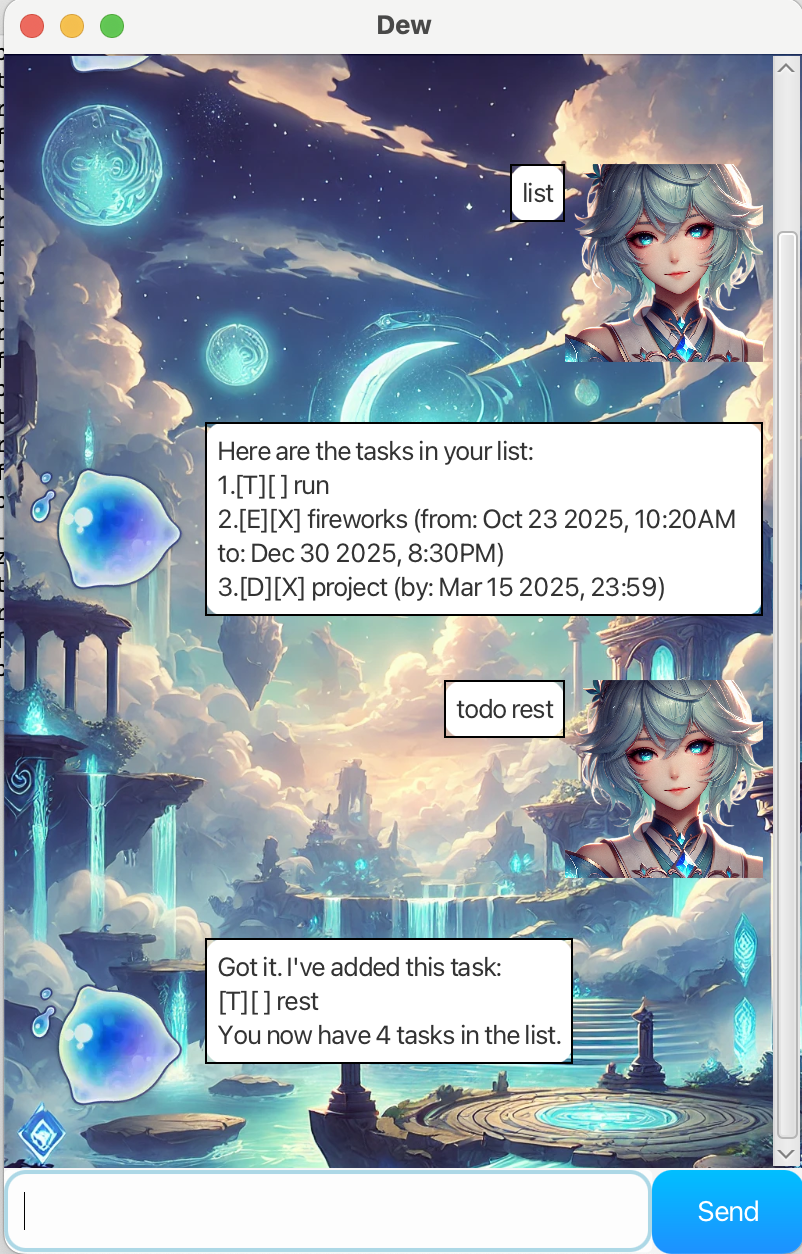 Dew
list
Here are the tasks in your list:
1.[T][ ] run
2.[E][X] fireworks (from: Oct 23 2025, 10:20AM
to: Dec 30 2025, 8:30PM)
3.[D][X] project (by: Mar 15 2025, 23:59)
todo rest
Got it. I've added this task:
[T][ ] rest
You now have 4 tasks in the list.
Send